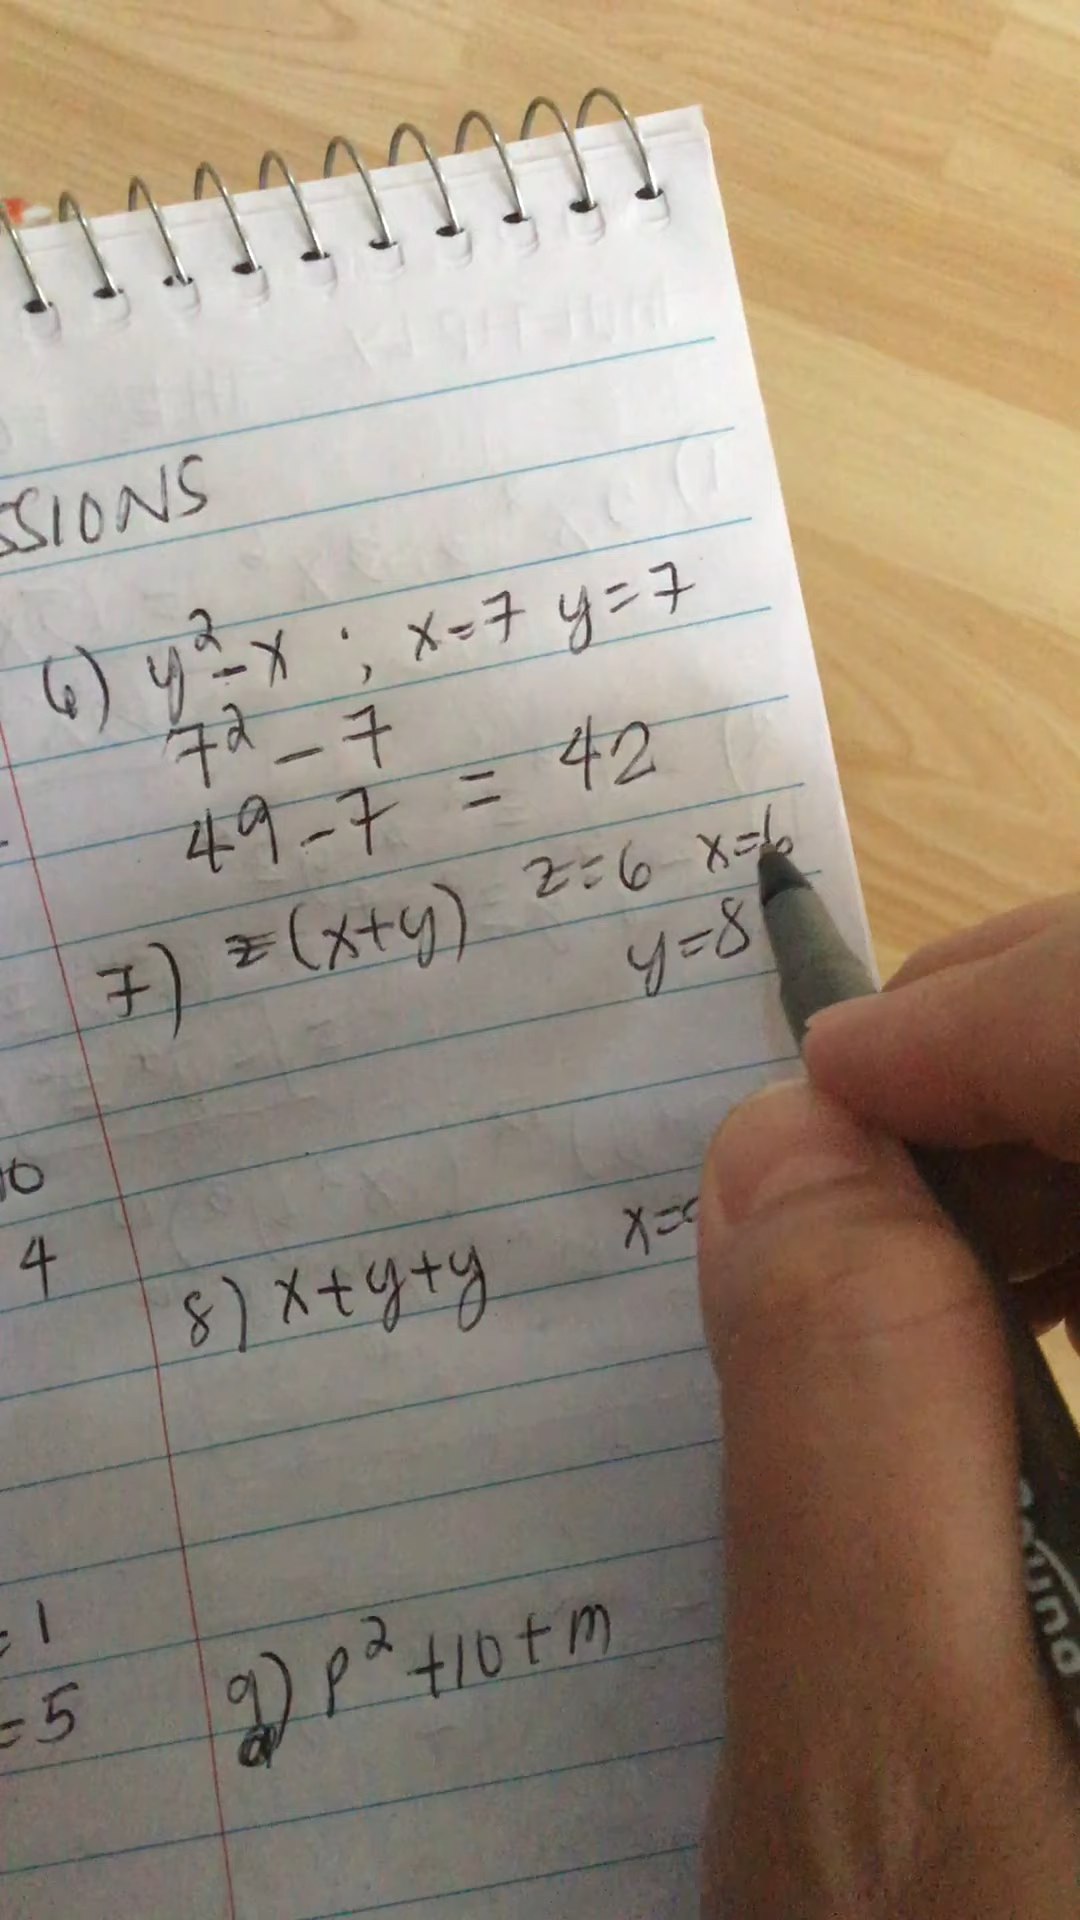 SSIONS
6) y²-x ; x=7 y=7
7² - 7
49-7 = 42
7) z(x+y) z=6 x=6
y=8
10
4
8) x+y+y x=
= 1
= 5
9) p² +10+m